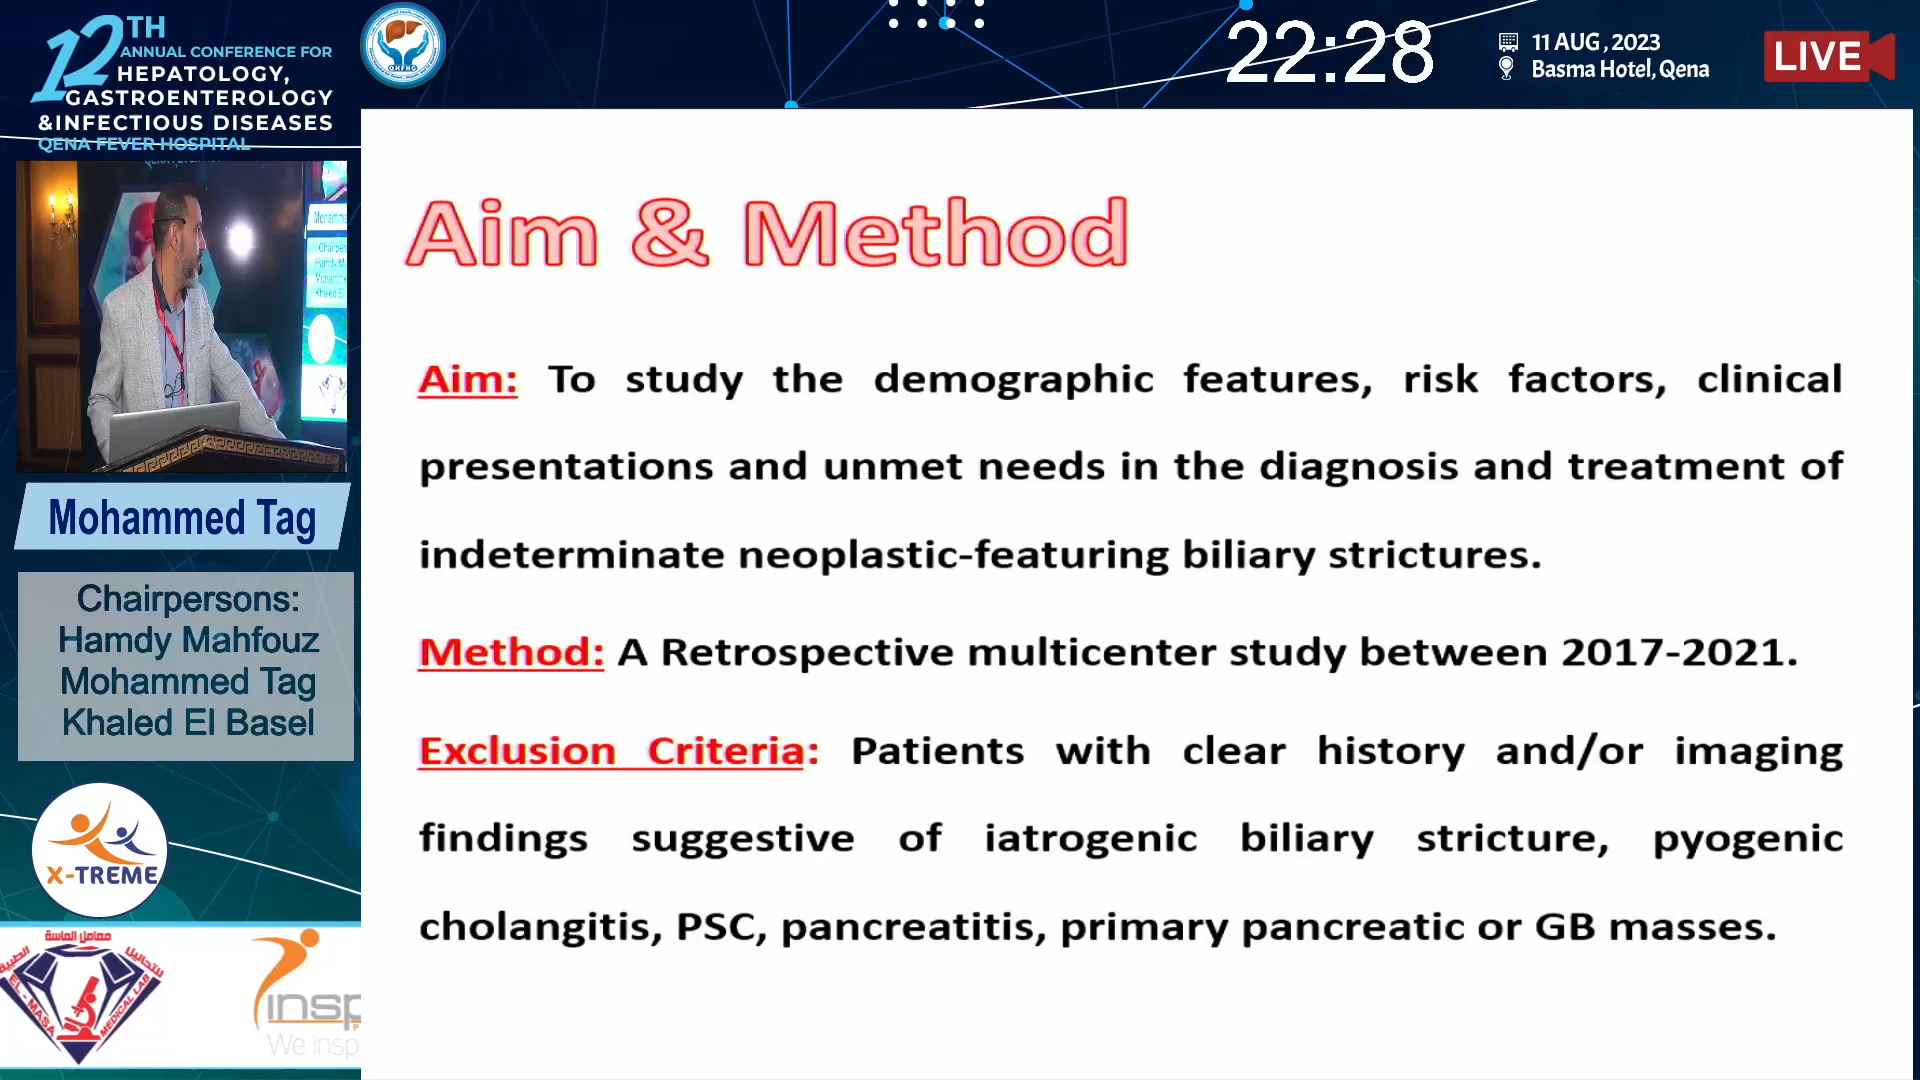 12TH
ANNUAL CONFERENCE FOR
HEPATOLOGY,
GASTROENTEROLOGY
&INFECTIOUS DISEASES
QENA FEVER HOSPITAL
QHFHG
22:28
11 AUG , 2023
Basma Hotel, Qena
LIVE
Mohammed Tag
Chairpersons:
Hamdy Mahfouz
Mohammed Tag
Khaled El Basel
X-TREME
معامل الماسة
للتحاليل
الطبية
EL-MASA MEDICAL LAB
insp
We insp
Aim & Method
Aim: To study the demographic features, risk factors, clinical
presentations and unmet needs in the diagnosis and treatment of
indeterminate neoplastic-featuring biliary strictures.
Method: A Retrospective multicenter study between 2017-2021.
Exclusion Criteria: Patients with clear history and/or imaging
findings suggestive of iatrogenic biliary stricture, pyogenic
cholangitis, PSC, pancreatitis, primary pancreatic or GB masses.